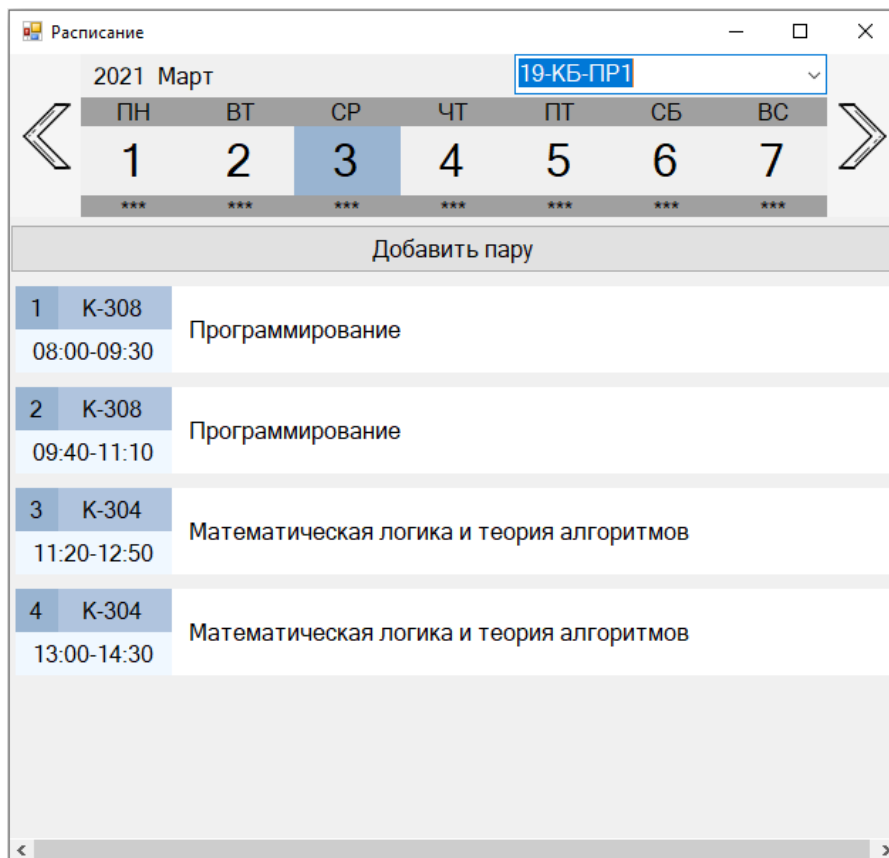 Расписание
2021 Март
19-КБ-ПР1
ПН ВТ СР ЧТ ПТ СБ ВС
1 2 3 4 5 6 7
*** *** *** *** *** *** ***
Добавить пару
1 К-308
Программирование
08:00-09:30
2 К-308
Программирование
09:40-11:10
3 К-304
Математическая логика и теория алгоритмов
11:20-12:50
4 К-304
Математическая логика и теория алгоритмов
13:00-14:30